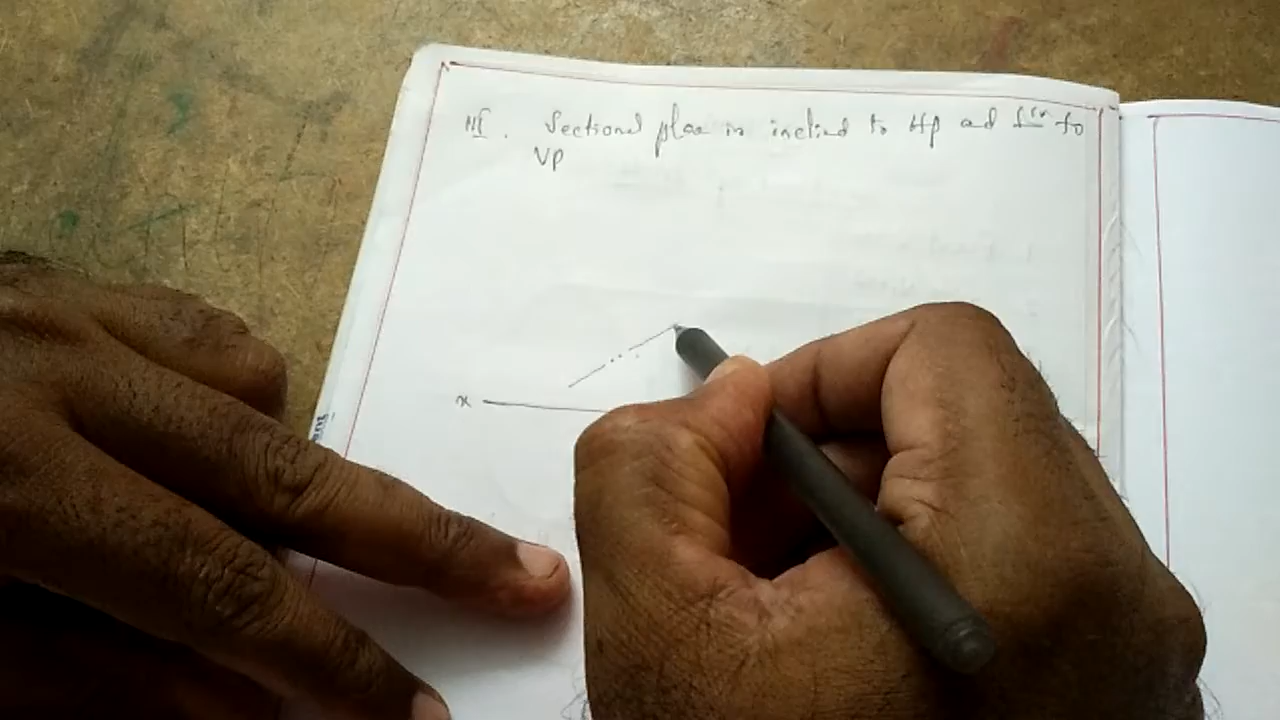 III. Sectional plane is inclined to HP and to
VP
x